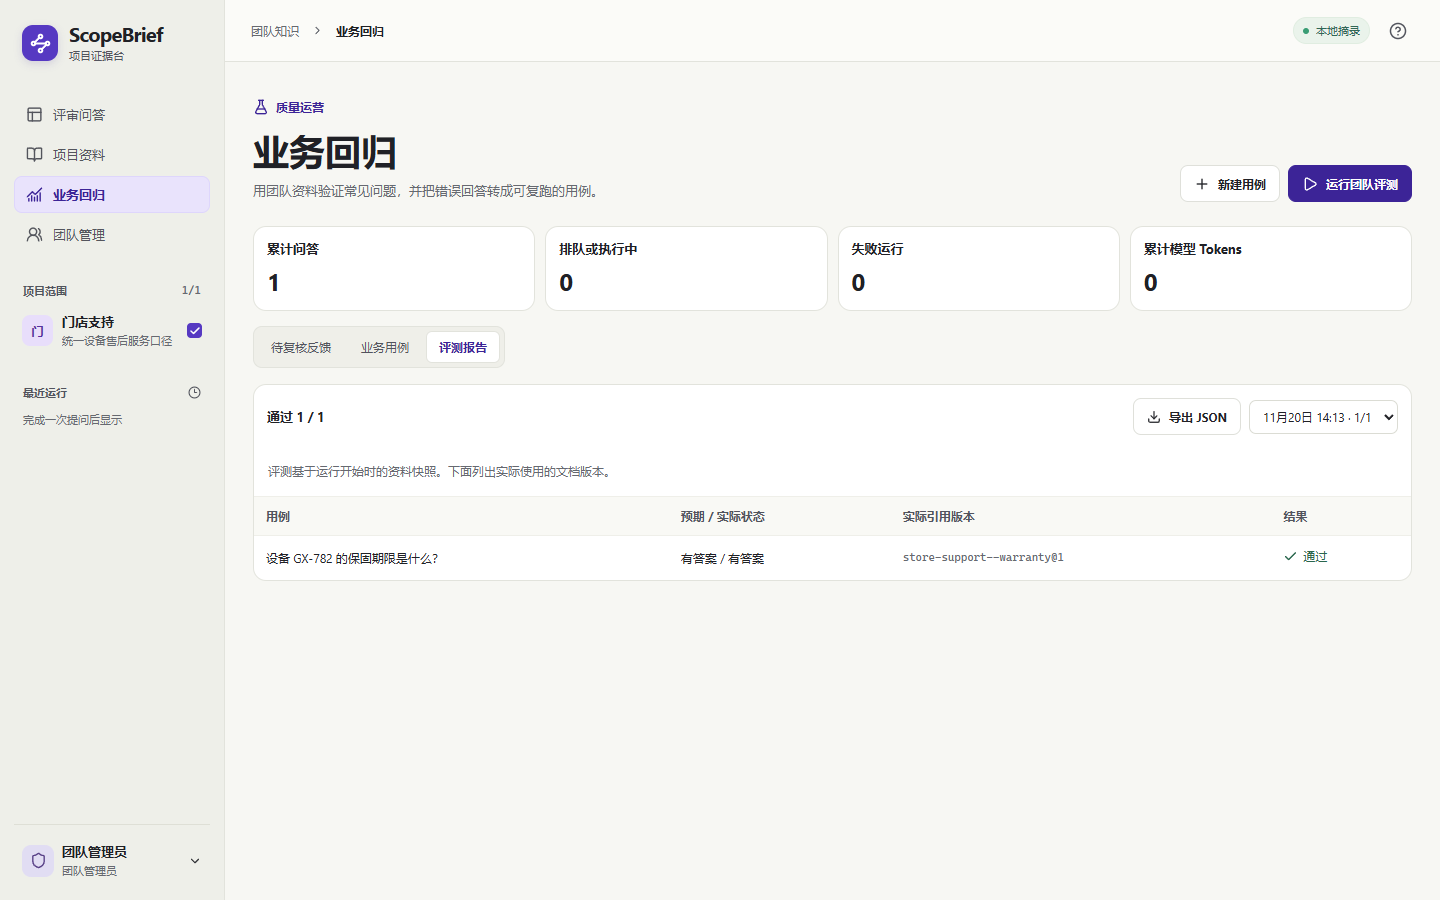 ScopeBrief
项目证据台
评审问答
项目资料
业务回归
团队管理
项目范围 1/1
门
门店支持
统一设备售后服务口径
最近运行
完成一次提问后显示
团队管理员
团队管理员
团队知识 业务回归
本地摘录
质量运营
业务回归
用团队资料验证常见问题，并把错误回答转成可复跑的用例。
新建用例
运行团队评测
累计问答
1
排队或执行中
0
失败运行
0
累计模型 Tokens
0
待复核反馈 业务用例 评测报告
通过 1 / 1
导出 JSON
11月20日 14:13 · 1/1
评测基于运行开始时的资料快照。下面列出实际使用的文档版本。
用例 预期 / 实际状态 实际引用版本 结果
设备 GX-782 的保固期限是什么? 有答案 / 有答案 store-support--warranty@1 通过